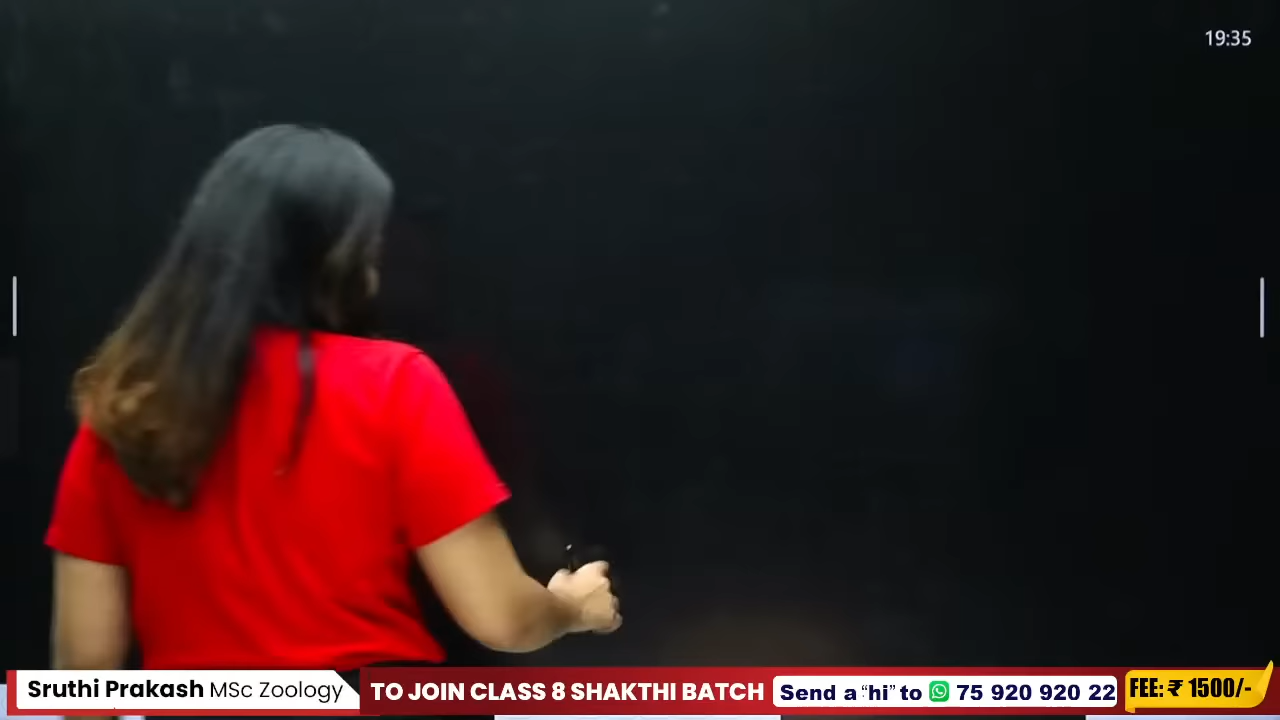 19:35
Sruthi Prakash MSc Zoology
TO JOIN CLASS 8 SHAKTHI BATCH
Send a “hi” to 75 920 920 22
FEE: ₹ 1500/-